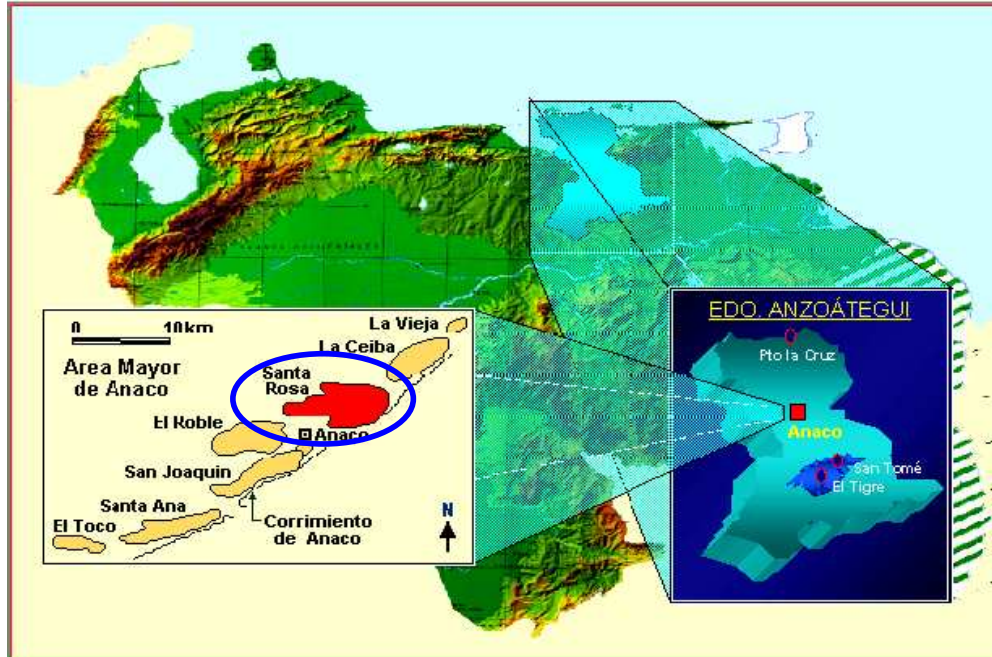 0 10km
Area Mayor
de Anaco
La Vieja
La Ceiba
Santa
Rosa
El Roble
Anaco
San Joaquin
Santa Ana
El Toco
Corrimiento
de Anaco
N
EDO. ANZOÁTEGUI
Pto la Cruz
Anaco
San Tomé
El Tigre